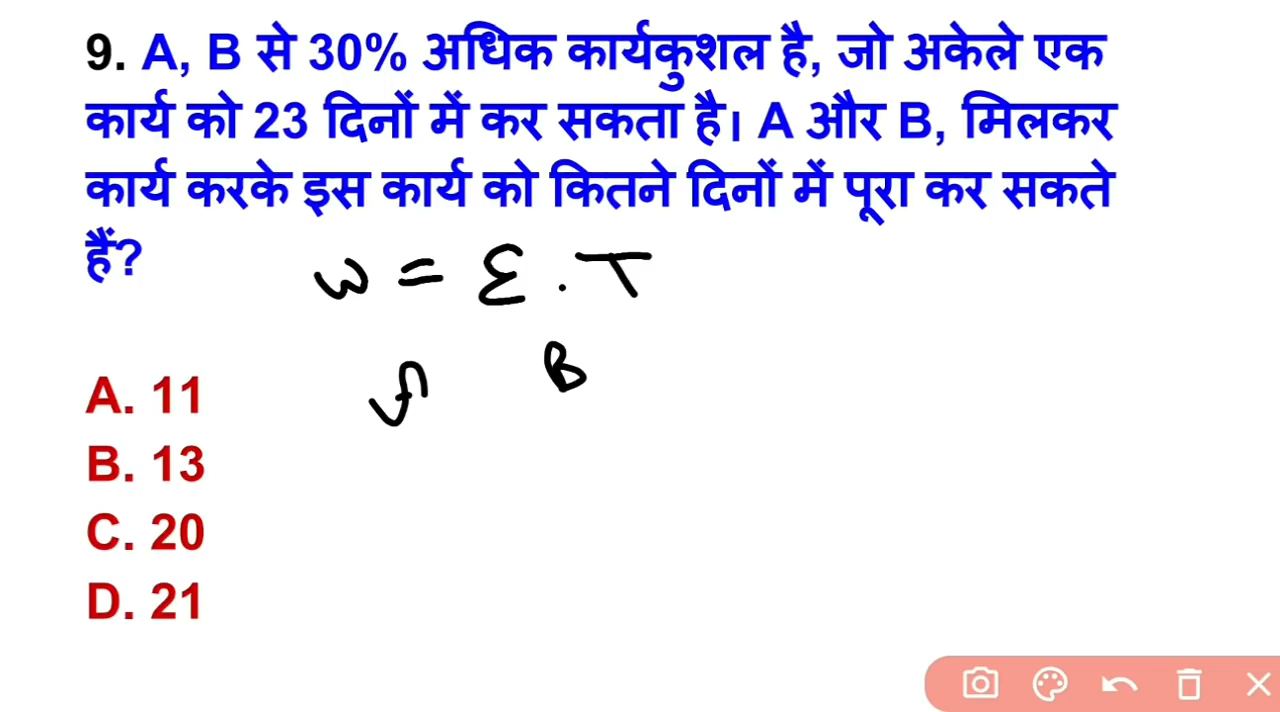 9. A, B से 30% अधिक कार्यकुशल है, जो अकेले एक
कार्य को 23 दिनों में कर सकता है। A और B, मिलकर
कार्य करके इस कार्य को कितने दिनों में पूरा कर सकते
हैं?
W = E . T
A B
A. 11
B. 13
C. 20
D. 21